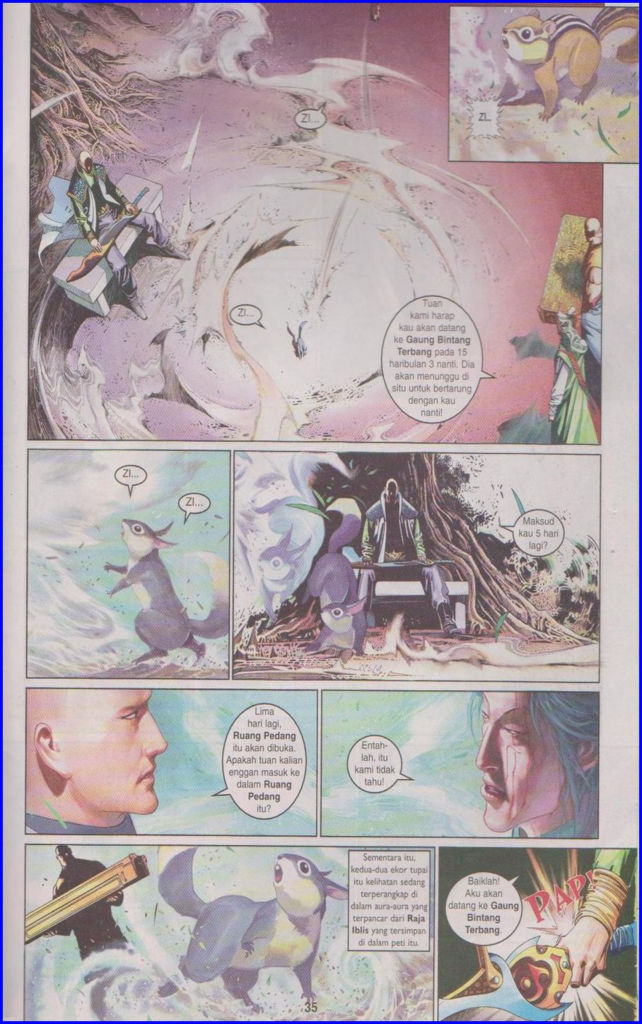 ZI...
ZI..
ZI...
Tuan
kami harap
kau akan datang
ke Gaung Bintang
Terbang pada 15
haribulan 3 nanti. Dia
akan menunggu di
situ untuk bertarung
dengan kau
nanti!
ZI...
ZI...
Maksud
kau 5 hari
lagi?
Lima
hari lagi,
Ruang Pedang
itu akan dibuka.
Apakah tuan kalian
enggan masuk ke
dalam Ruang
Pedang
itu?
Entah-
lah, itu
kami tidak
tahu!
Sementara itu,
kedua-dua ekor tupai
itu kelihatan sedang
terperangkap di
dalam aura-aura yang
terpancar dari Raja
Iblis yang tersimpan
di dalam peti itu.
Baiklah!
Aku akan
datang ke Gaung
Bintang
Terbang.
PAP!
35